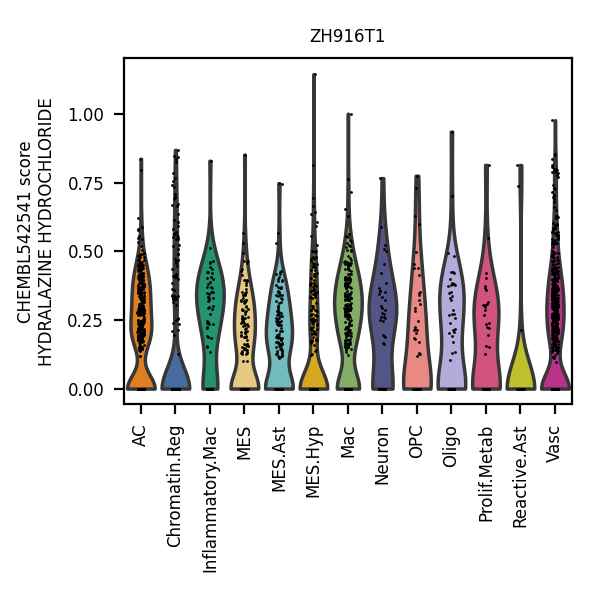 ZH916T1
CHEMBL542541 score
HYDRALAZINE HYDROCHLORIDE
1.00
0.75
0.50
0.25
0.00
AC
Chromatin.Reg
Inflammatory.Mac
MES
MES.Ast
MES.Hyp
Mac
Neuron
OPC
Oligo
Prolif.Metab
Reactive.Ast
Vasc